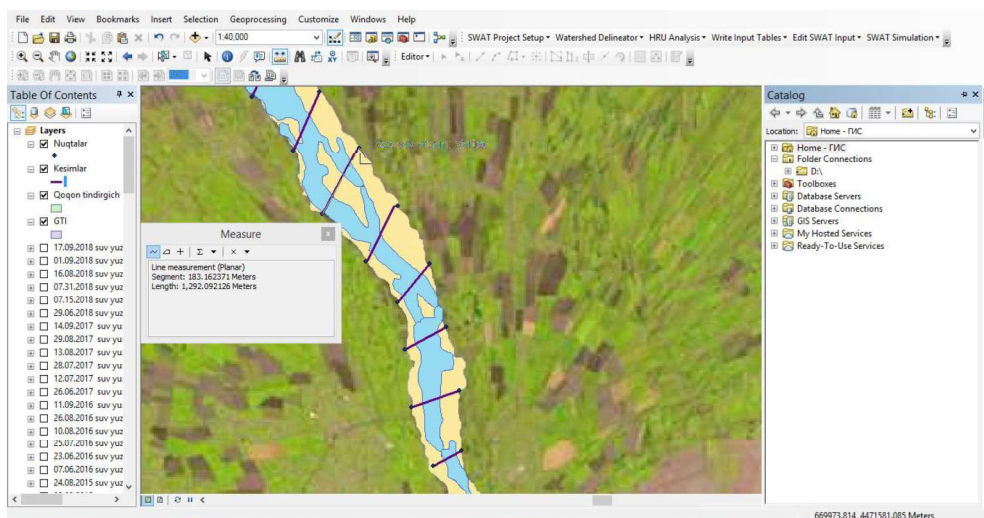 File Edit View Bookmarks Insert Selection Geoprocessing Customize Windows Help
1:40,000 SWAT Project Setup Watershed Delineator HRU Analysis Write Input Tables Edit SWAT Input SWAT Simulation
Editor
Table Of Contents
Layers
Nuqtalar
Kesimlar
Qoqon tindirgich
GTI
17.09.2018 suv yuz
01.09.2018 suv yuz
16.08.2018 suv yuz
07.31.2018 suv yuz
07.15.2018 suv yuz
29.06.2018 suv yuz
14.09.2017 suv yu
29.08.2017 suv yu
13.08.2017 suv yu
28.07.2017 suv yu
12.07.2017 suv yu
26.06.2017 suv yu
11.09.2016 suv yu
26.08.2016 suv yuz
10.08.2016 suv yuz
25.07.2016 suv yuz
23.06.2016 suv yuz
07.06.2016 suv yuz
24.08.2015 suv yuz
Measure
Line measurement (Planar)
Segment: 183.162371 Meters
Length: 1,292.092126 Meters
Catalog
Location: Home - ГИС
Home - ГИС
Folder Connections
D:\
Toolboxes
Database Servers
Database Connections
GIS Servers
My Hosted Services
Ready-To-Use Services
669973.814 4471581.085 Meters